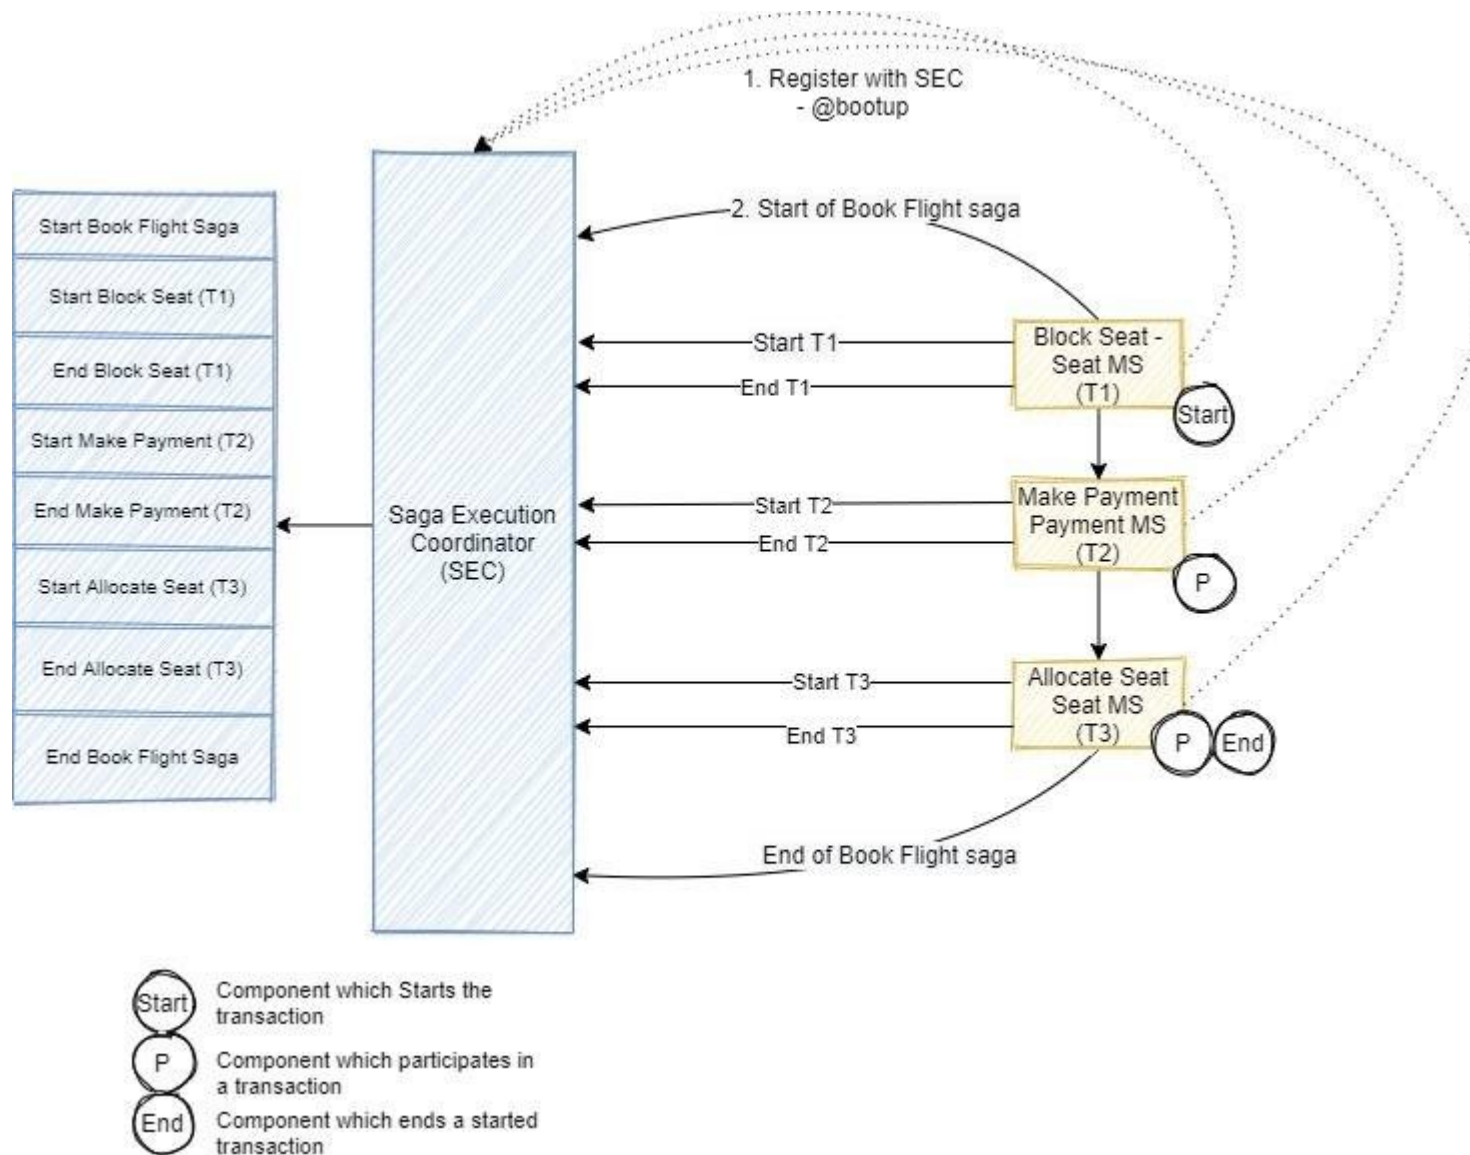 1. Register with SEC
- @bootup
2. Start of Book Flight saga
Start Book Flight Saga
Start Block Seat (T1)
End Block Seat (T1)
Start Make Payment (T2)
End Make Payment (T2)
Start Allocate Seat (T3)
End Allocate Seat (T3)
End Book Flight Saga
Saga Execution
Coordinator
(SEC)
Start T1
End T1
Start T2
End T2
Start T3
End T3
End of Book Flight saga
Block Seat -
Seat MS
(T1)
Start
Make Payment
Payment MS
(T2)
P
Allocate Seat
Seat MS
(T3)
P
End
Start
Component which Starts the
transaction
P
Component which participates in
a transaction
End
Component which ends a started
transaction